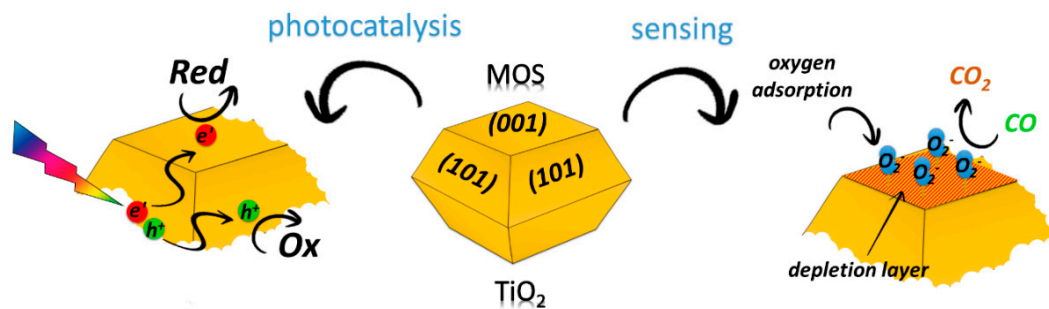 photocatalysis
sensing
Red
MOS
oxygen
adsorption
CO₂
CO
(001)
(101)
(101)
e'
e'
h⁺
h⁺
Ox
O₂⁻
O₂⁻
O₂⁻
O₂⁻
depletion layer
TiO₂